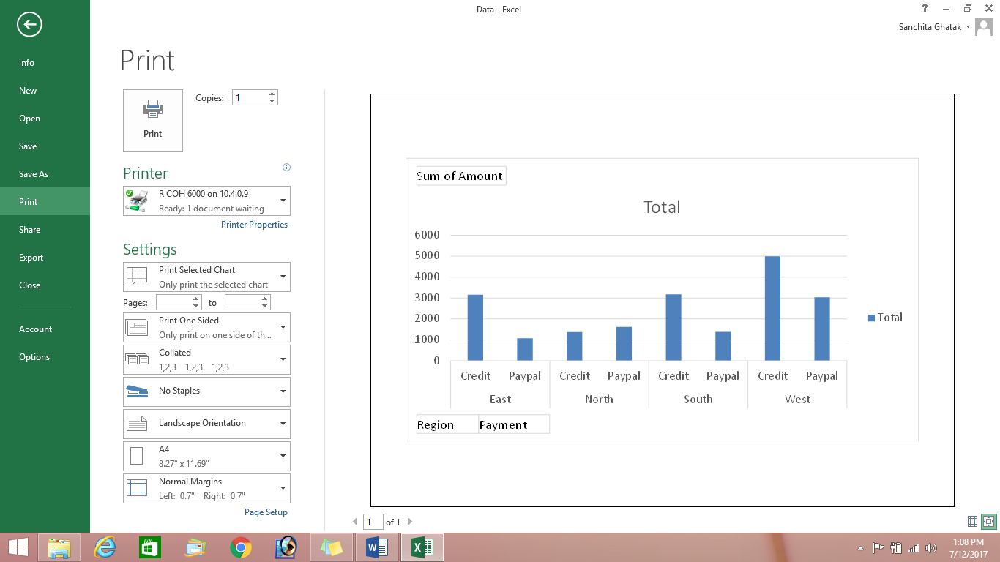 Data - Excel
?
Sanchita Ghatak
Info
New
Open
Save
Save As
Print
Share
Export
Close
Account
Options
Print
Print
Copies: 1
Printer
RICOH 6000 on 10.4.0.9
Ready: 1 document waiting
Printer Properties
Settings
Print Selected Chart
Only print the selected chart
Pages: to
Print One Sided
Only print on one side of th...
Collated
1,2,3 1,2,3 1,2,3
No Staples
Landscape Orientation
A4
8.27" x 11.69"
Normal Margins
Left: 0.7" Right: 0.7"
Page Setup
Sum of Amount
Total
6000
5000
4000
3000
2000
1000
0
Total
Credit Paypal Credit Paypal Credit Paypal Credit Paypal
East North South West
Region Payment
1 of 1
1:08 PM
7/12/2017